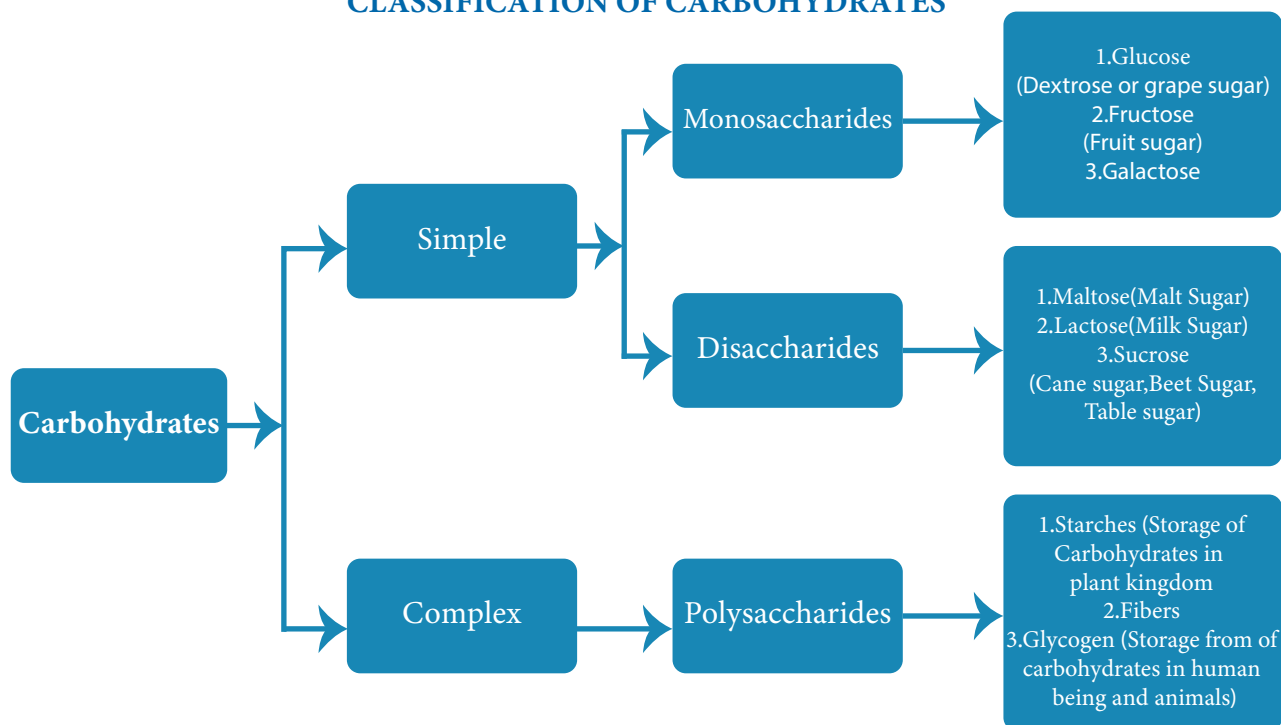 CLASSIFICATION OF CARBOHYDRATES
Carbohydrates
Simple
Complex
Monosaccharides
Disaccharides
Polysaccharides
1.Glucose
(Dextrose or grape sugar)
2.Fructose
(Fruit sugar)
3.Galactose
1.Maltose(Malt Sugar)
2.Lactose(Milk Sugar)
3.Sucrose
(Cane sugar,Beet Sugar,
Table sugar)
1.Starches (Storage of
Carbohydrates in
plant kingdom
2.Fibers
3.Glycogen (Storage from of
carbohydrates in human
being and animals)